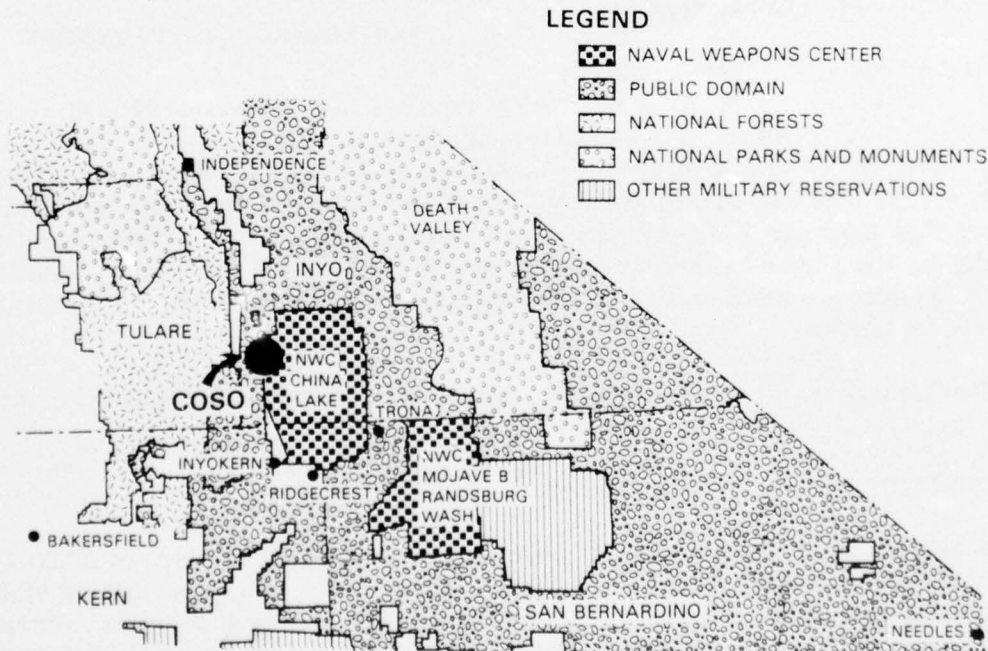 LEGEND
NAVAL WEAPONS CENTER
PUBLIC DOMAIN
NATIONAL FORESTS
NATIONAL PARKS AND MONUMENTS
OTHER MILITARY RESERVATIONS
INDEPENDENCE
DEATH
VALLEY
INYO
TULARE
NWC
CHINA
LAKE
COSO
TRONA
INYOKERN
RIDGECREST
NWC
MOJAVE B
RANDSBURG
WASH
BAKERSFIELD
KERN
SAN BERNARDINO
NEEDLES